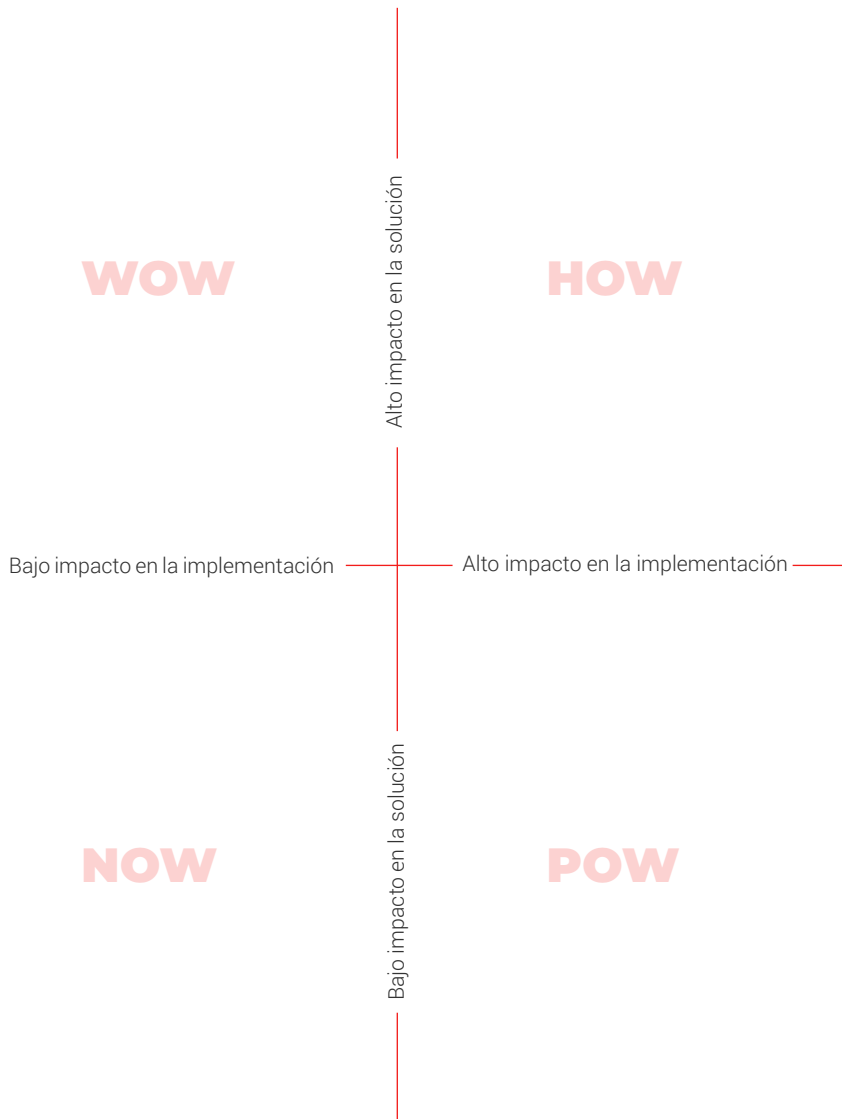 Alto impacto en la solución
WOW
HOW
Bajo impacto en la implementación
Alto impacto en la implementación
Bajo impacto en la solución
NOW
POW